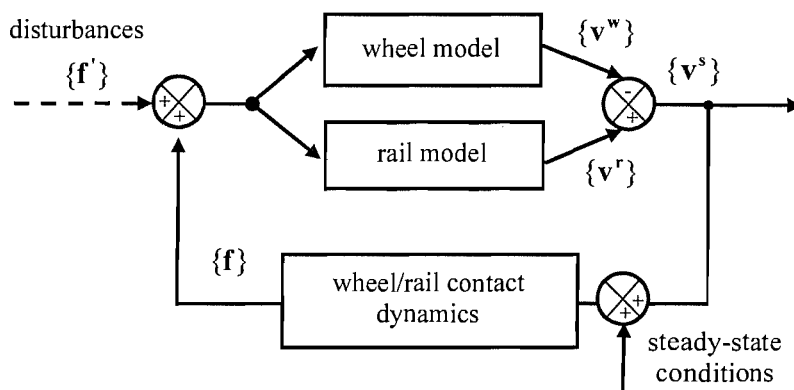 disturbances
{f'}
wheel model
{v^w}
{v^s}
+
+
-
+
rail model
{v^r}
{f}
wheel/rail contact
dynamics
+
+
steady-state
conditions